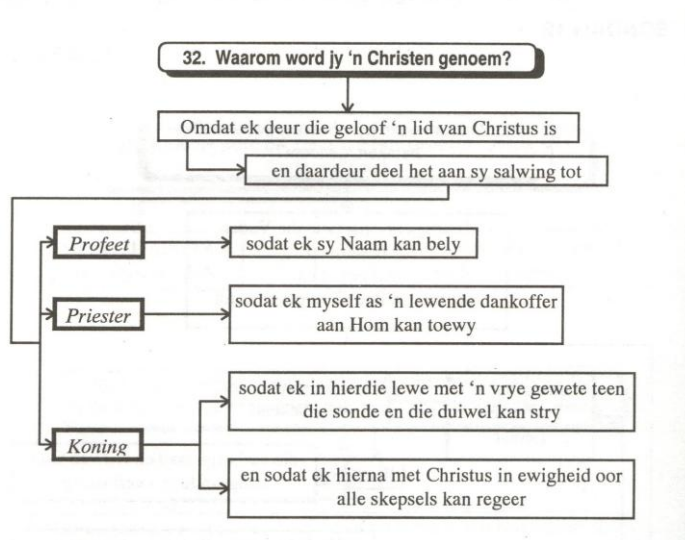 32. Waarom word jy ‘n Christen genoem?
Omdat ek deur die geloof ‘n lid van Christus is
en daardeur deel het aan sy salwing tot
Profeet
sodat ek sy Naam kan bely
Priester
sodat ek myself as ‘n lewende dankoffer
aan Hom kan toewy
Koning
sodat ek in hierdie lewe met ‘n vrye gewete teen
die sonde en die duiwel kan stry
en sodat ek hierna met Christus in ewigheid oor
alle skepsels kan regeer